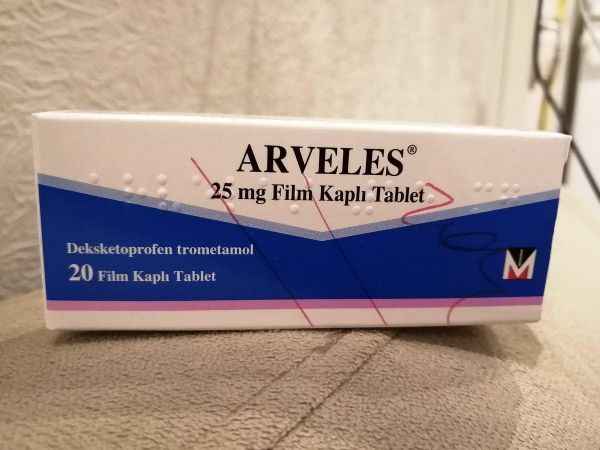 ARVELES®
25 mg Film Kaplı Tablet
Deksketoprofen trometamol
20 Film Kaplı Tablet
M